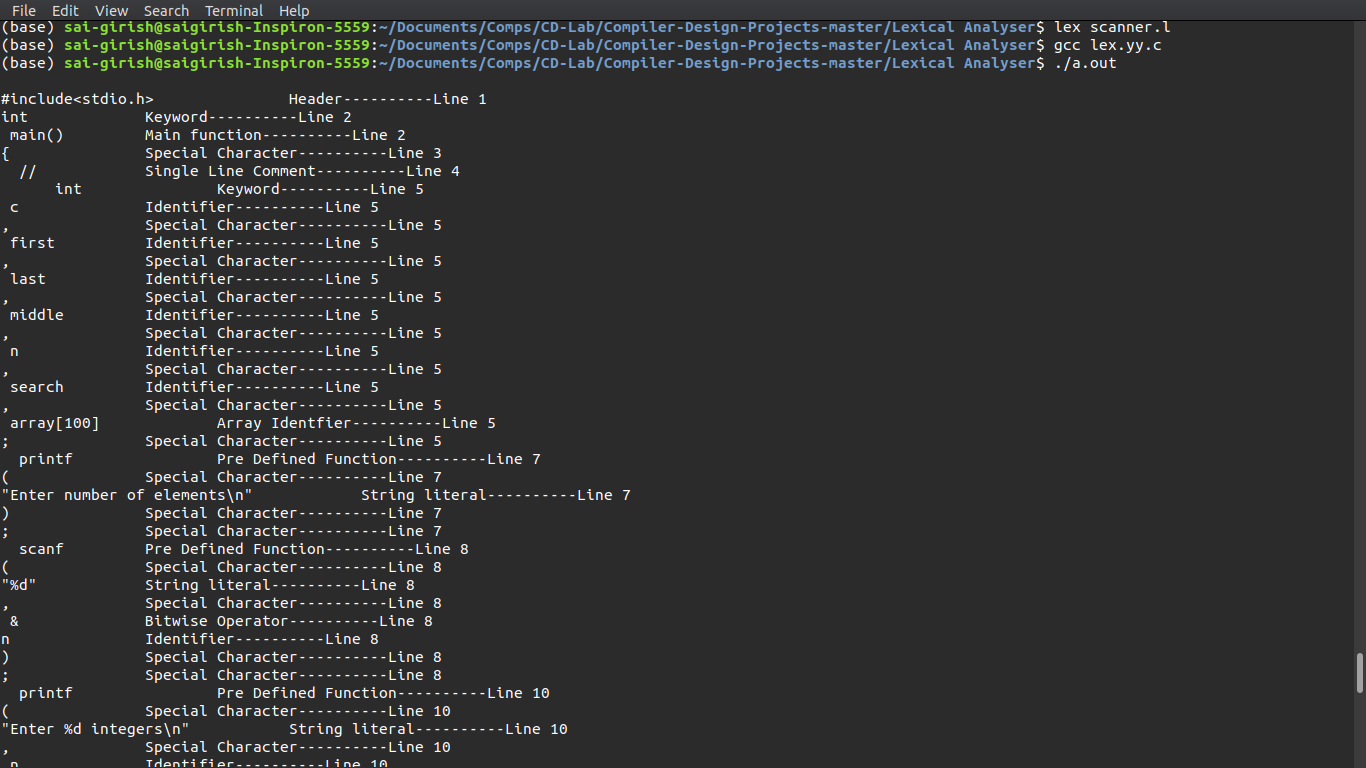 File Edit View Search Terminal Help
(base) sai-girish@saigirish-Inspiron-5559:~/Documents/Comps/CD-Lab/Compiler-Design-Projects-master/Lexical Analyser$ lex scanner.l
(base) sai-girish@saigirish-Inspiron-5559:~/Documents/Comps/CD-Lab/Compiler-Design-Projects-master/Lexical Analyser$ gcc lex.yy.c
(base) sai-girish@saigirish-Inspiron-5559:~/Documents/Comps/CD-Lab/Compiler-Design-Projects-master/Lexical Analyser$ ./a.out
#include<stdio.h> Header----------Line 1
int Keyword----------Line 2
main() Main function----------Line 2
{ Special Character----------Line 3
// Single Line Comment----------Line 4
int Keyword----------Line 5
c Identifier----------Line 5
, Special Character----------Line 5
first Identifier----------Line 5
, Special Character----------Line 5
last Identifier----------Line 5
, Special Character----------Line 5
middle Identifier----------Line 5
, Special Character----------Line 5
n Identifier----------Line 5
, Special Character----------Line 5
search Identifier----------Line 5
, Special Character----------Line 5
array[100] Array Identfier----------Line 5
; Special Character----------Line 5
printf Pre Defined Function----------Line 7
( Special Character----------Line 7
"Enter number of elements\n" String literal----------Line 7
) Special Character----------Line 7
; Special Character----------Line 7
scanf Pre Defined Function----------Line 8
( Special Character----------Line 8
"%d" String literal----------Line 8
, Special Character----------Line 8
& Bitwise Operator----------Line 8
n Identifier----------Line 8
) Special Character----------Line 8
; Special Character----------Line 8
printf Pre Defined Function----------Line 10
( Special Character----------Line 10
"Enter %d integers\n" String literal----------Line 10
, Special Character----------Line 10
n Identifier----------Line 10